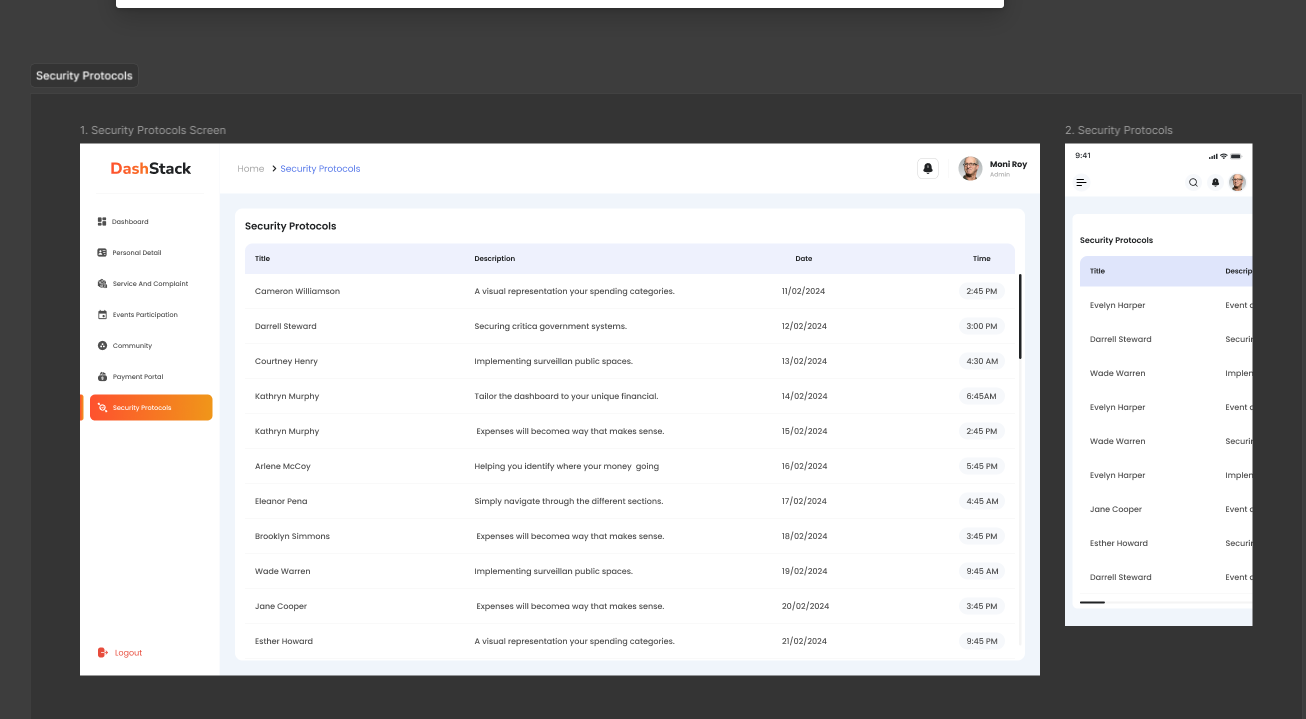 Security Protocols
1. Security Protocols Screen
DashStack
Home > Security Protocols
Moni Roy
Admin
Dashboard
Personal Detail
Service And Complaint
Events Participation
Community
Payment Portal
Security Protocols
Logout
Security Protocols
Title Description Date Time
Cameron Williamson A visual representation your spending categories. 11/02/2024 2:45 PM
Darrell Steward Securing critica government systems. 12/02/2024 3:00 PM
Courtney Henry Implementing surveillan public spaces. 13/02/2024 4:30 AM
Kathryn Murphy Tailor the dashboard to your unique financial. 14/02/2024 6:45AM
Kathryn Murphy Expenses will becomea way that makes sense. 15/02/2024 2:45 PM
Arlene McCoy Helping you identify where your money going 16/02/2024 5:45 PM
Eleanor Pena Simply navigate through the different sections. 17/02/2024 4:45 AM
Brooklyn Simmons Expenses will becomea way that makes sense. 18/02/2024 3:45 PM
Wade Warren Implementing surveillan public spaces. 19/02/2024 9:45 AM
Jane Cooper Expenses will becomea way that makes sense. 20/02/2024 3:45 PM
Esther Howard A visual representation your spending categories. 21/02/2024 9:45 PM
2. Security Protocols
9:41
Security Protocols
Title Descrip
Evelyn Harper Event
Darrell Steward Securi
Wade Warren Implen
Evelyn Harper Event
Wade Warren Securi
Evelyn Harper Implen
Jane Cooper Event
Esther Howard Securi
Darrell Steward Event